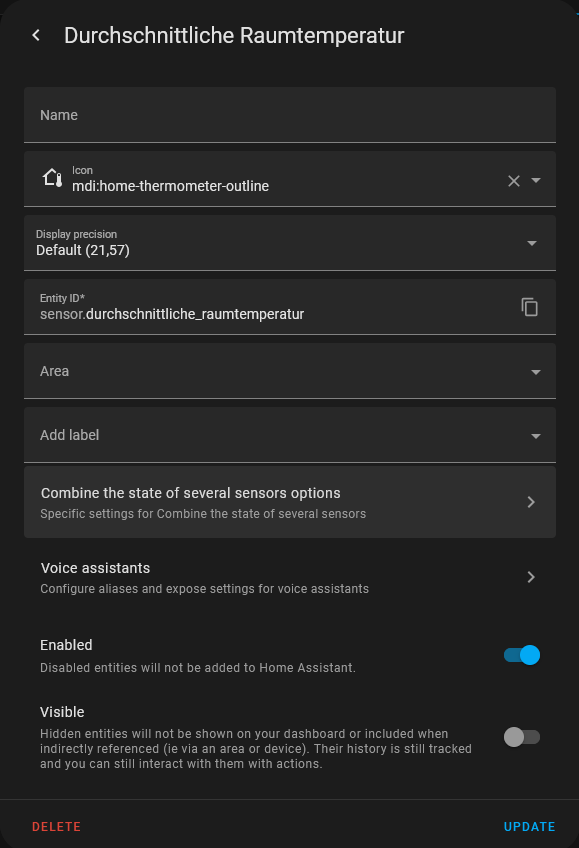 Durchschnittliche Raumtemperatur
Name
Icon
mdi:home-thermometer-outline
Display precision
Default (21,57)
Entity ID*
sensor.durchschnittliche_raumtemperatur
Area
Add label
Combine the state of several sensors options
Specific settings for Combine the state of several sensors
Voice assistants
Configure aliases and expose settings for voice assistants
Enabled
Disabled entities will not be added to Home Assistant.
Visible
Hidden entities will not be shown on your dashboard or included when
indirectly referenced (ie via an area or device). Their history is still tracked
and you can still interact with them with actions.
DELETE
UPDATE